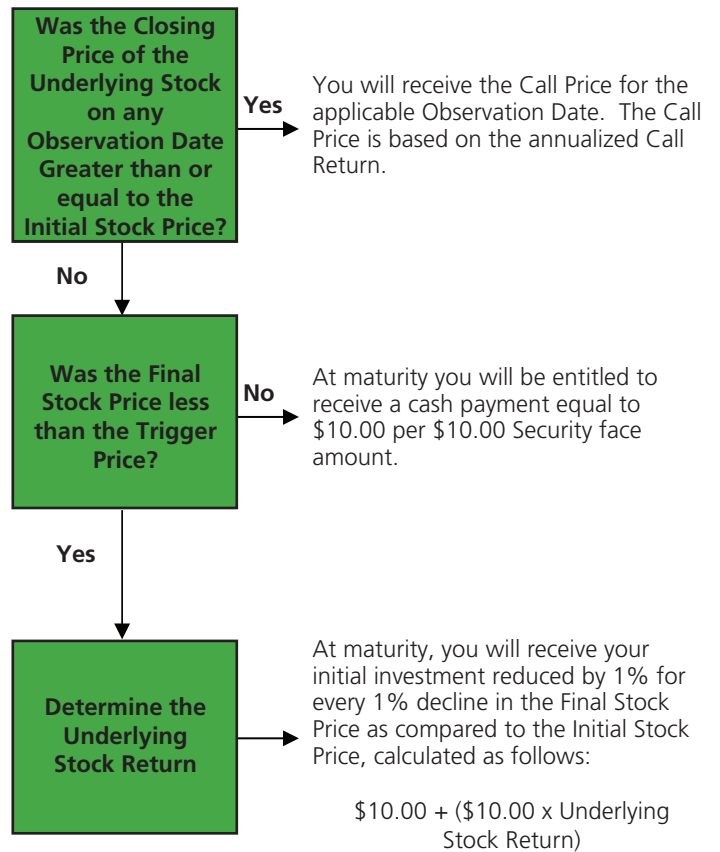 Was the Closing
Price of the
Underlying Stock
on any
Observation Date
Greater than or
equal to the
Initial Stock Price?
Yes
You will receive the Call Price for the
applicable Observation Date. The Call
Price is based on the annualized Call
Return.
No
Was the Final
Stock Price less
than the Trigger
Price?
No
At maturity you will be entitled to
receive a cash payment equal to
$10.00 per $10.00 Security face
amount.
Yes
Determine the
Underlying
Stock Return
At maturity, you will receive your
initial investment reduced by 1% for
every 1% decline in the Final Stock
Price as compared to the Initial Stock
Price, calculated as follows:
$10.00 + ($10.00 x Underlying
Stock Return)